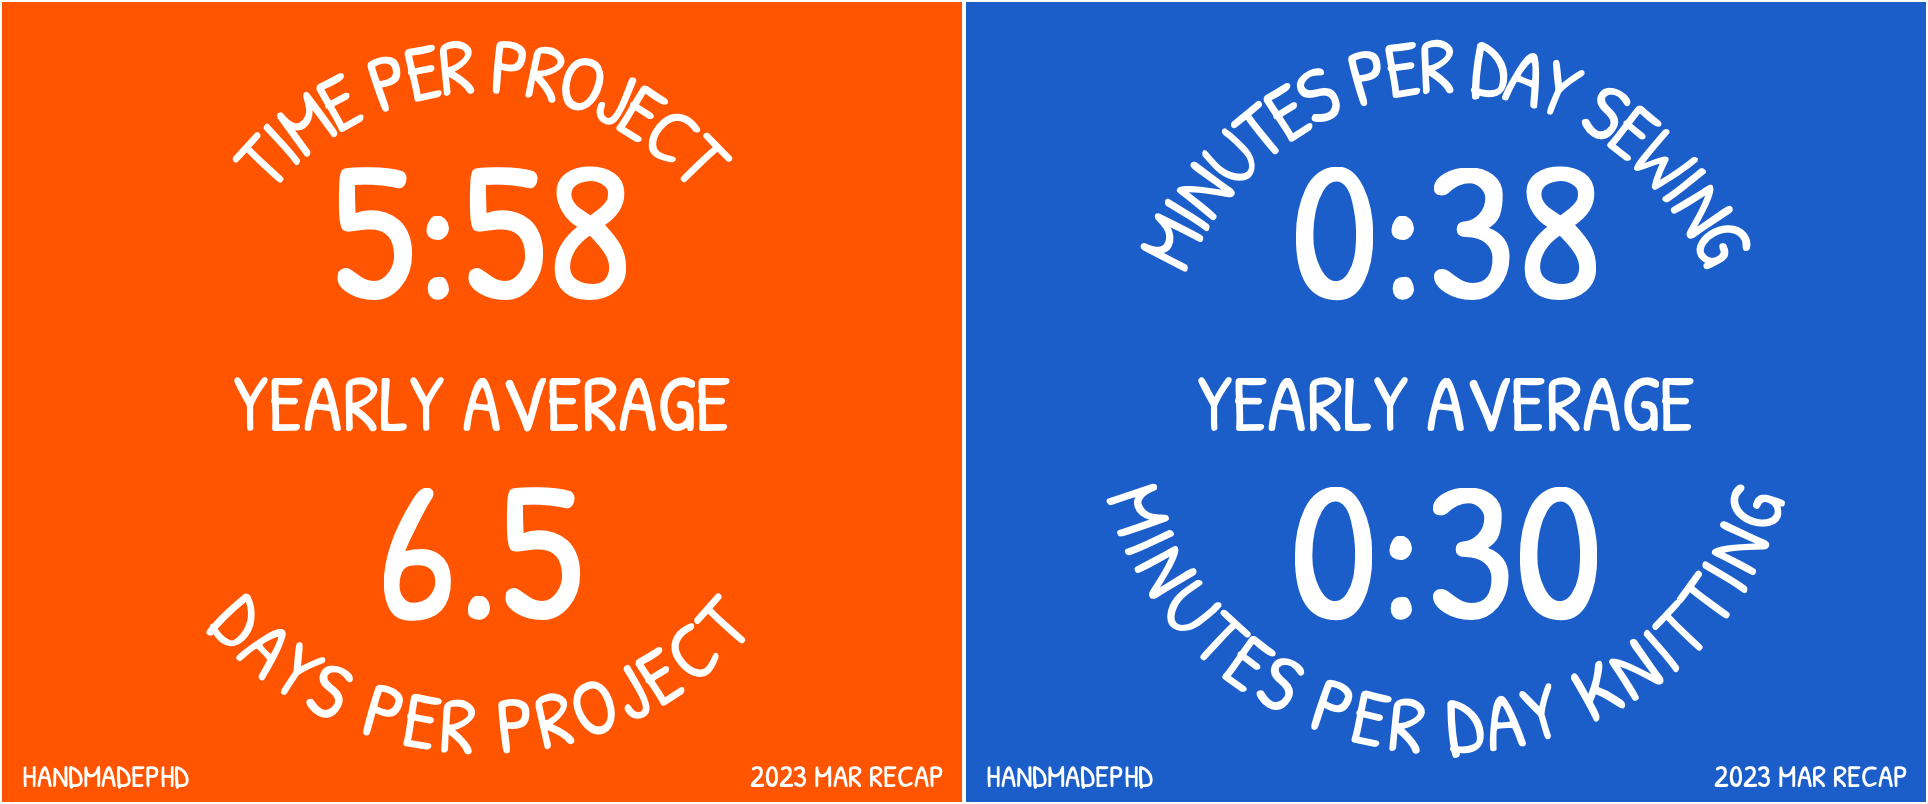 TIME PER PROJECT
5:58
YEARLY AVERAGE
6.5
DAYS PER PROJECT
HANDMADEPHD
2023 MAR RECAP
MINUTES PER DAY SEWING
0:38
YEARLY AVERAGE
0:30
MINUTES PER DAY KNITTING
HANDMADEPHD
2023 MAR RECAP